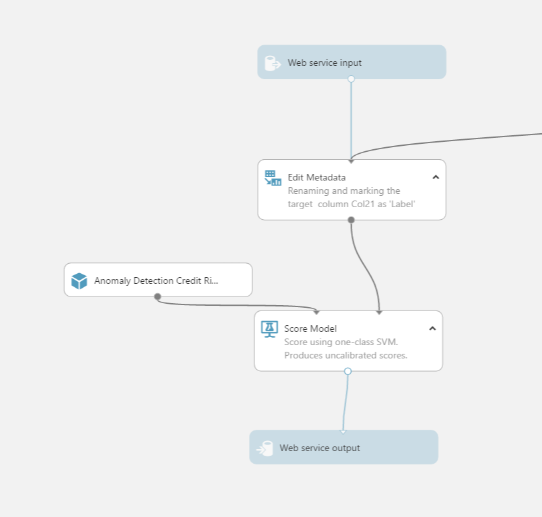 Web service input
Edit Metadata
Renaming and marking the
target column Col21 as 'Label'
Anomaly Detection Credit Ri...
Score Model
Score using one-class SVM.
Produces uncalibrated scores.
Web service output